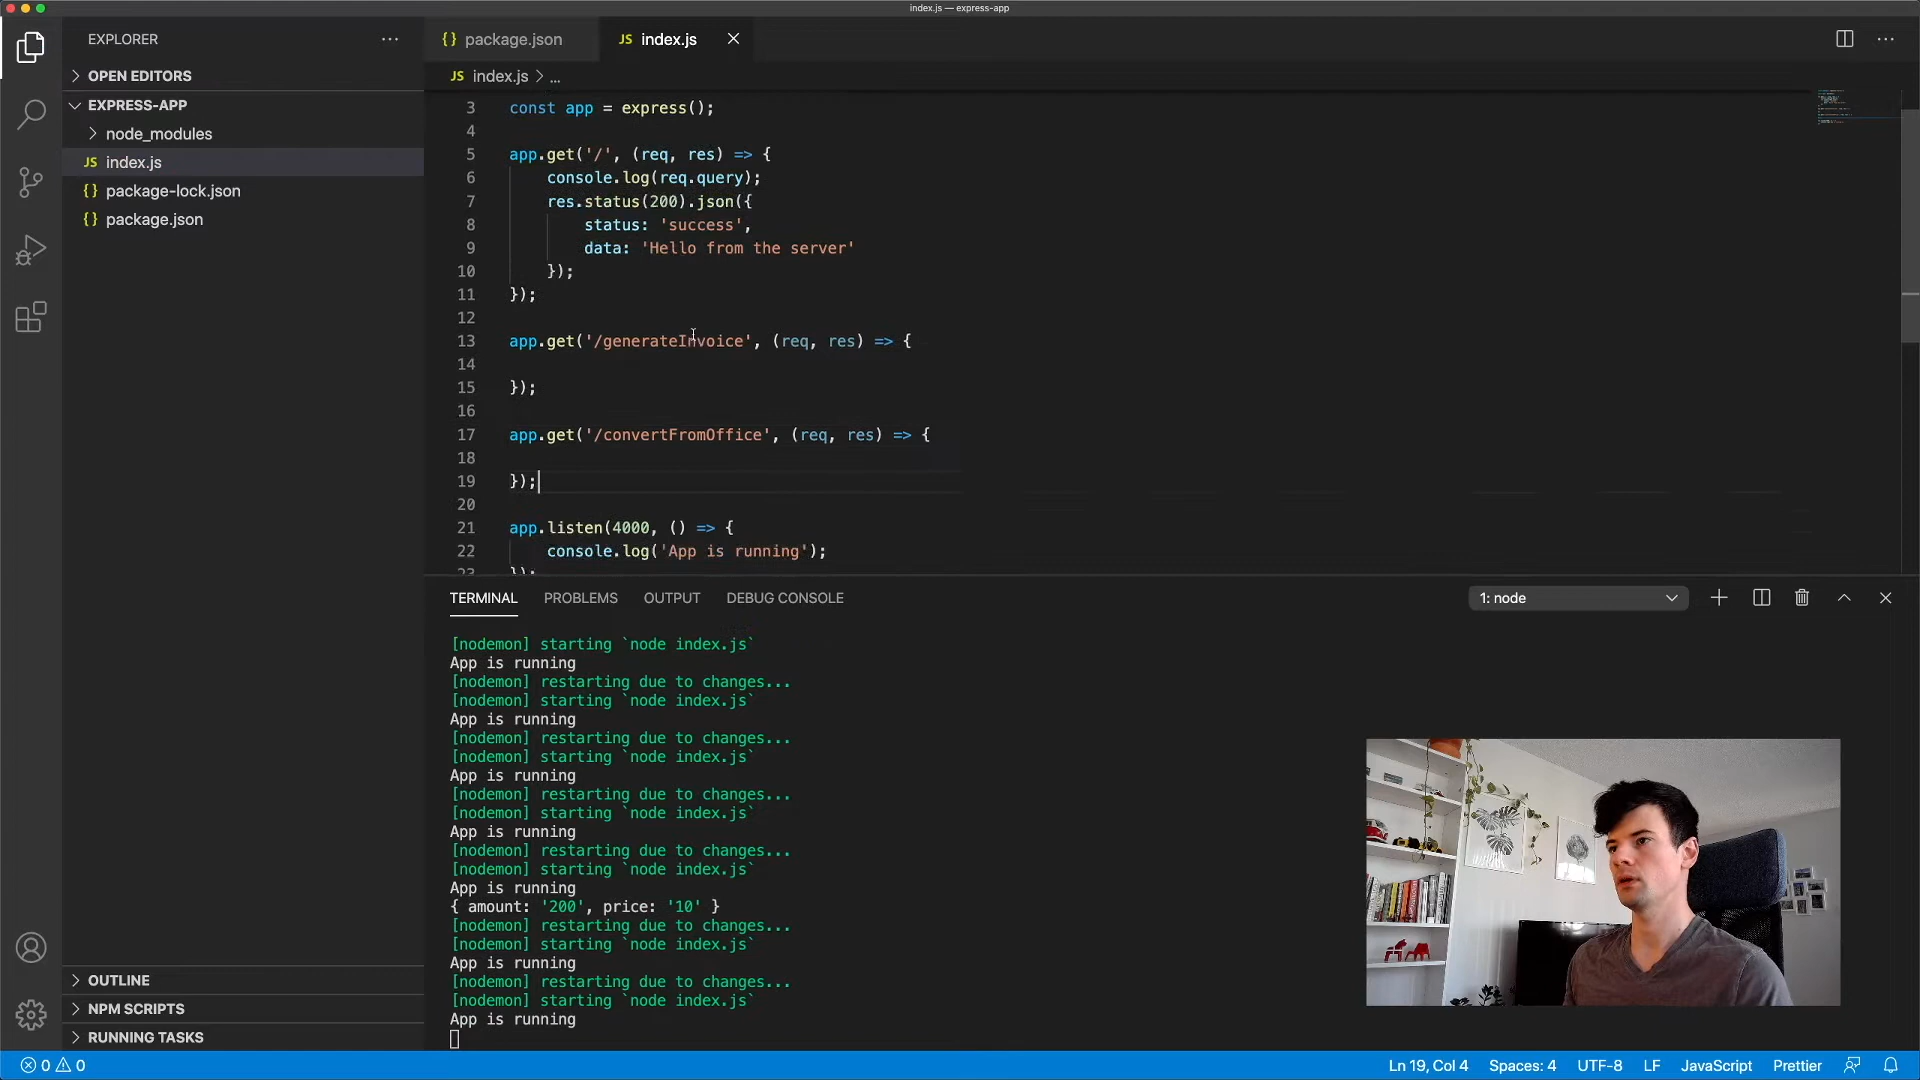 index.js — express-app
EXPLORER
OPEN EDITORS
EXPRESS-APP
node_modules
JS index.js
{} package-lock.json
{} package.json
{} package.json
JS index.js
JS index.js > ...
3 const app = express();
4
5 app.get('/', (req, res) => {
6 console.log(req.query);
7 res.status(200).json({
8 status: 'success',
9 data: 'Hello from the server'
10 });
11 });
12
13 app.get('/generateInvoice', (req, res) => {
14
15 });
16
17 app.get('/convertFromOffice', (req, res) => {
18
19 });
20
21 app.listen(4000, () => {
22 console.log('App is running');
23 });
TERMINAL PROBLEMS OUTPUT DEBUG CONSOLE
1: node
[nodemon] starting `node index.js`
App is running
[nodemon] restarting due to changes...
[nodemon] starting `node index.js`
App is running
[nodemon] restarting due to changes...
[nodemon] starting `node index.js`
App is running
[nodemon] restarting due to changes...
[nodemon] starting `node index.js`
App is running
[nodemon] restarting due to changes...
[nodemon] starting `node index.js`
App is running
{ amount: '200', price: '10' }
[nodemon] restarting due to changes...
[nodemon] starting `node index.js`
App is running
[nodemon] restarting due to changes...
[nodemon] starting `node index.js`
App is running
OUTLINE
NPM SCRIPTS
RUNNING TASKS
0 0
Ln 19, Col 4 Spaces: 4 UTF-8 LF JavaScript Prettier